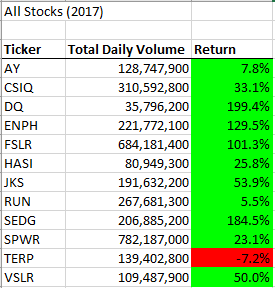 All Stocks (2017)
Ticker Total Daily Volume Return
AY 128,747,900 7.8%
CSIQ 310,592,800 33.1%
DQ 35,796,200 199.4%
ENPH 221,772,100 129.5%
FSLR 684,181,400 101.3%
HASI 80,949,300 25.8%
JKS 191,632,200 53.9%
RUN 267,681,300 5.5%
SEDG 206,885,200 184.5%
SPWR 782,187,000 23.1%
TERP 139,402,800 -7.2%
VSLR 109,487,900 50.0%